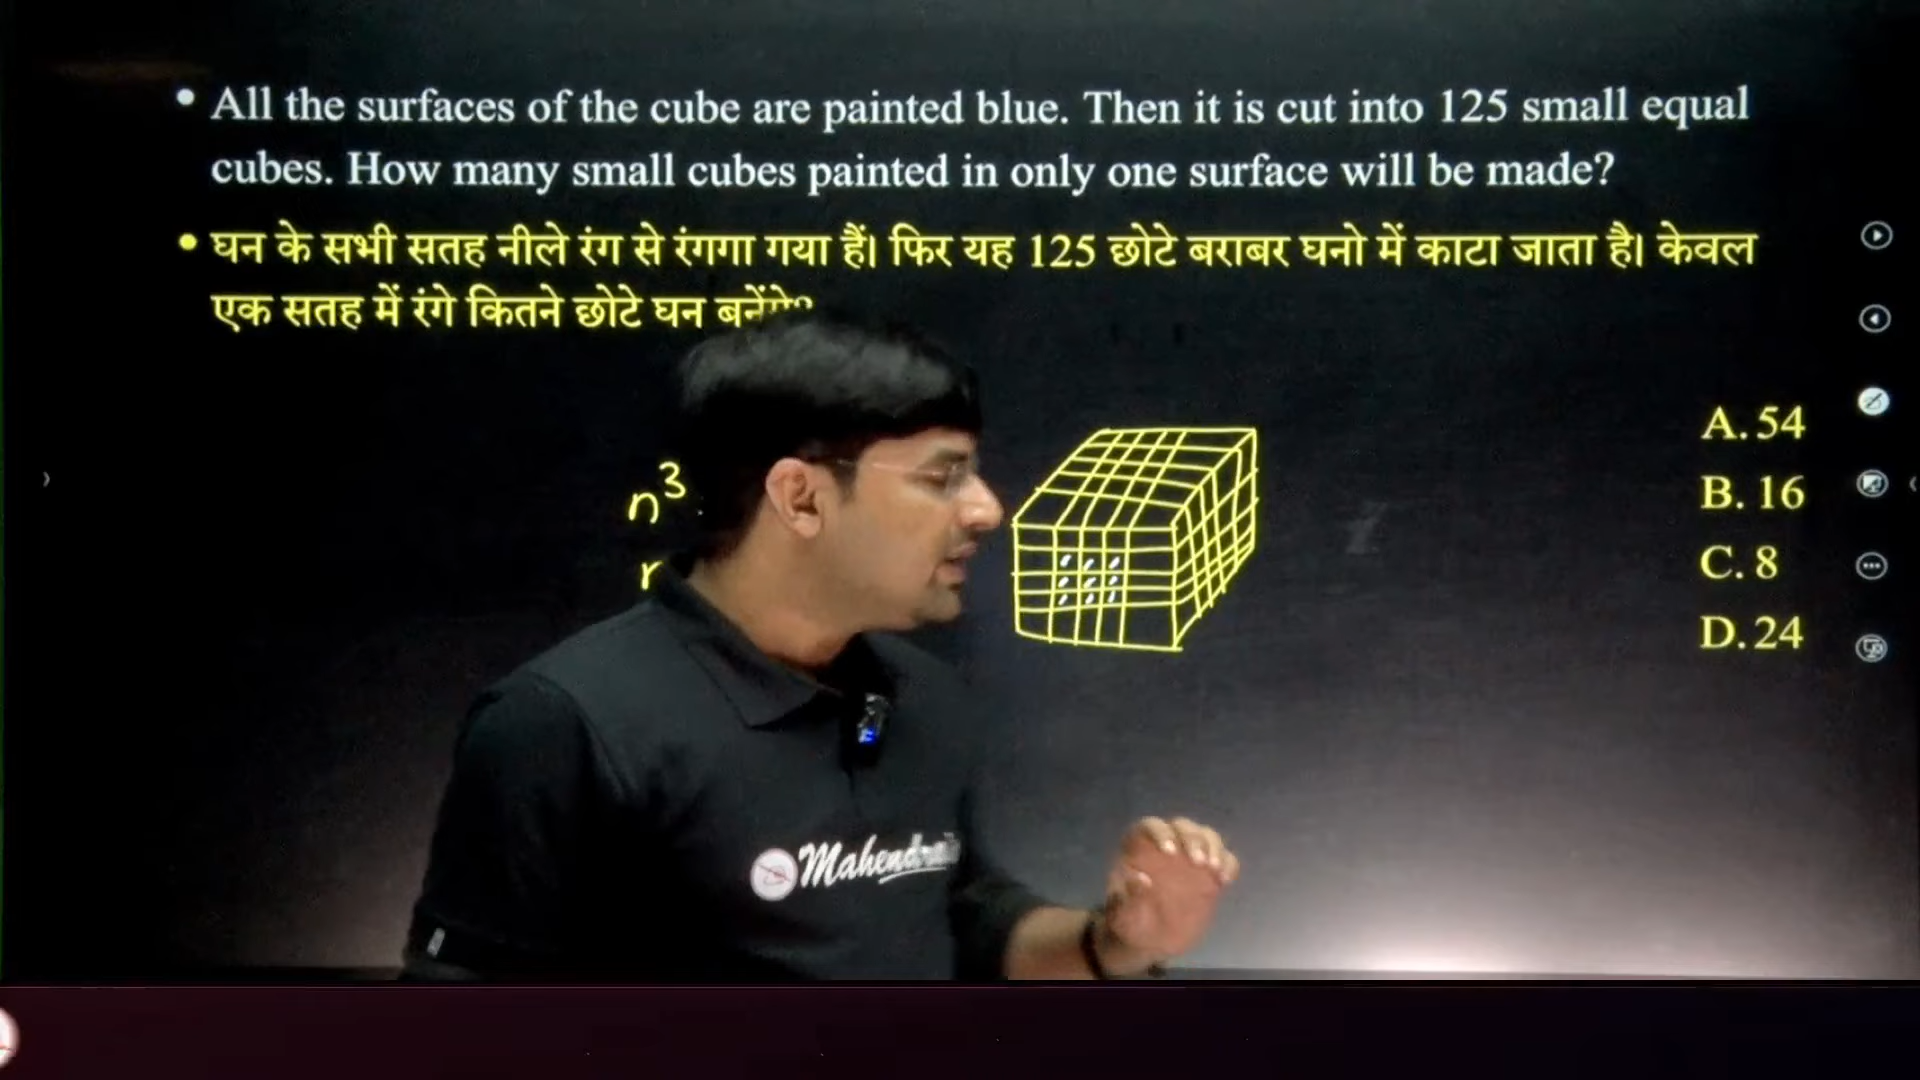 • All the surfaces of the cube are painted blue. Then it is cut into 125 small equal
cubes. How many small cubes painted in only one surface will be made?
• घन के सभी सतह नीले रंग से रंगगा गया हैं। फिर यह 125 छोटे बराबर घनो में काटा जाता है। केवल
एक सतह में रंगे कितने छोटे घन बनेंगे?
n³
A. 54
B. 16
C. 8
D. 24
Mahendra's